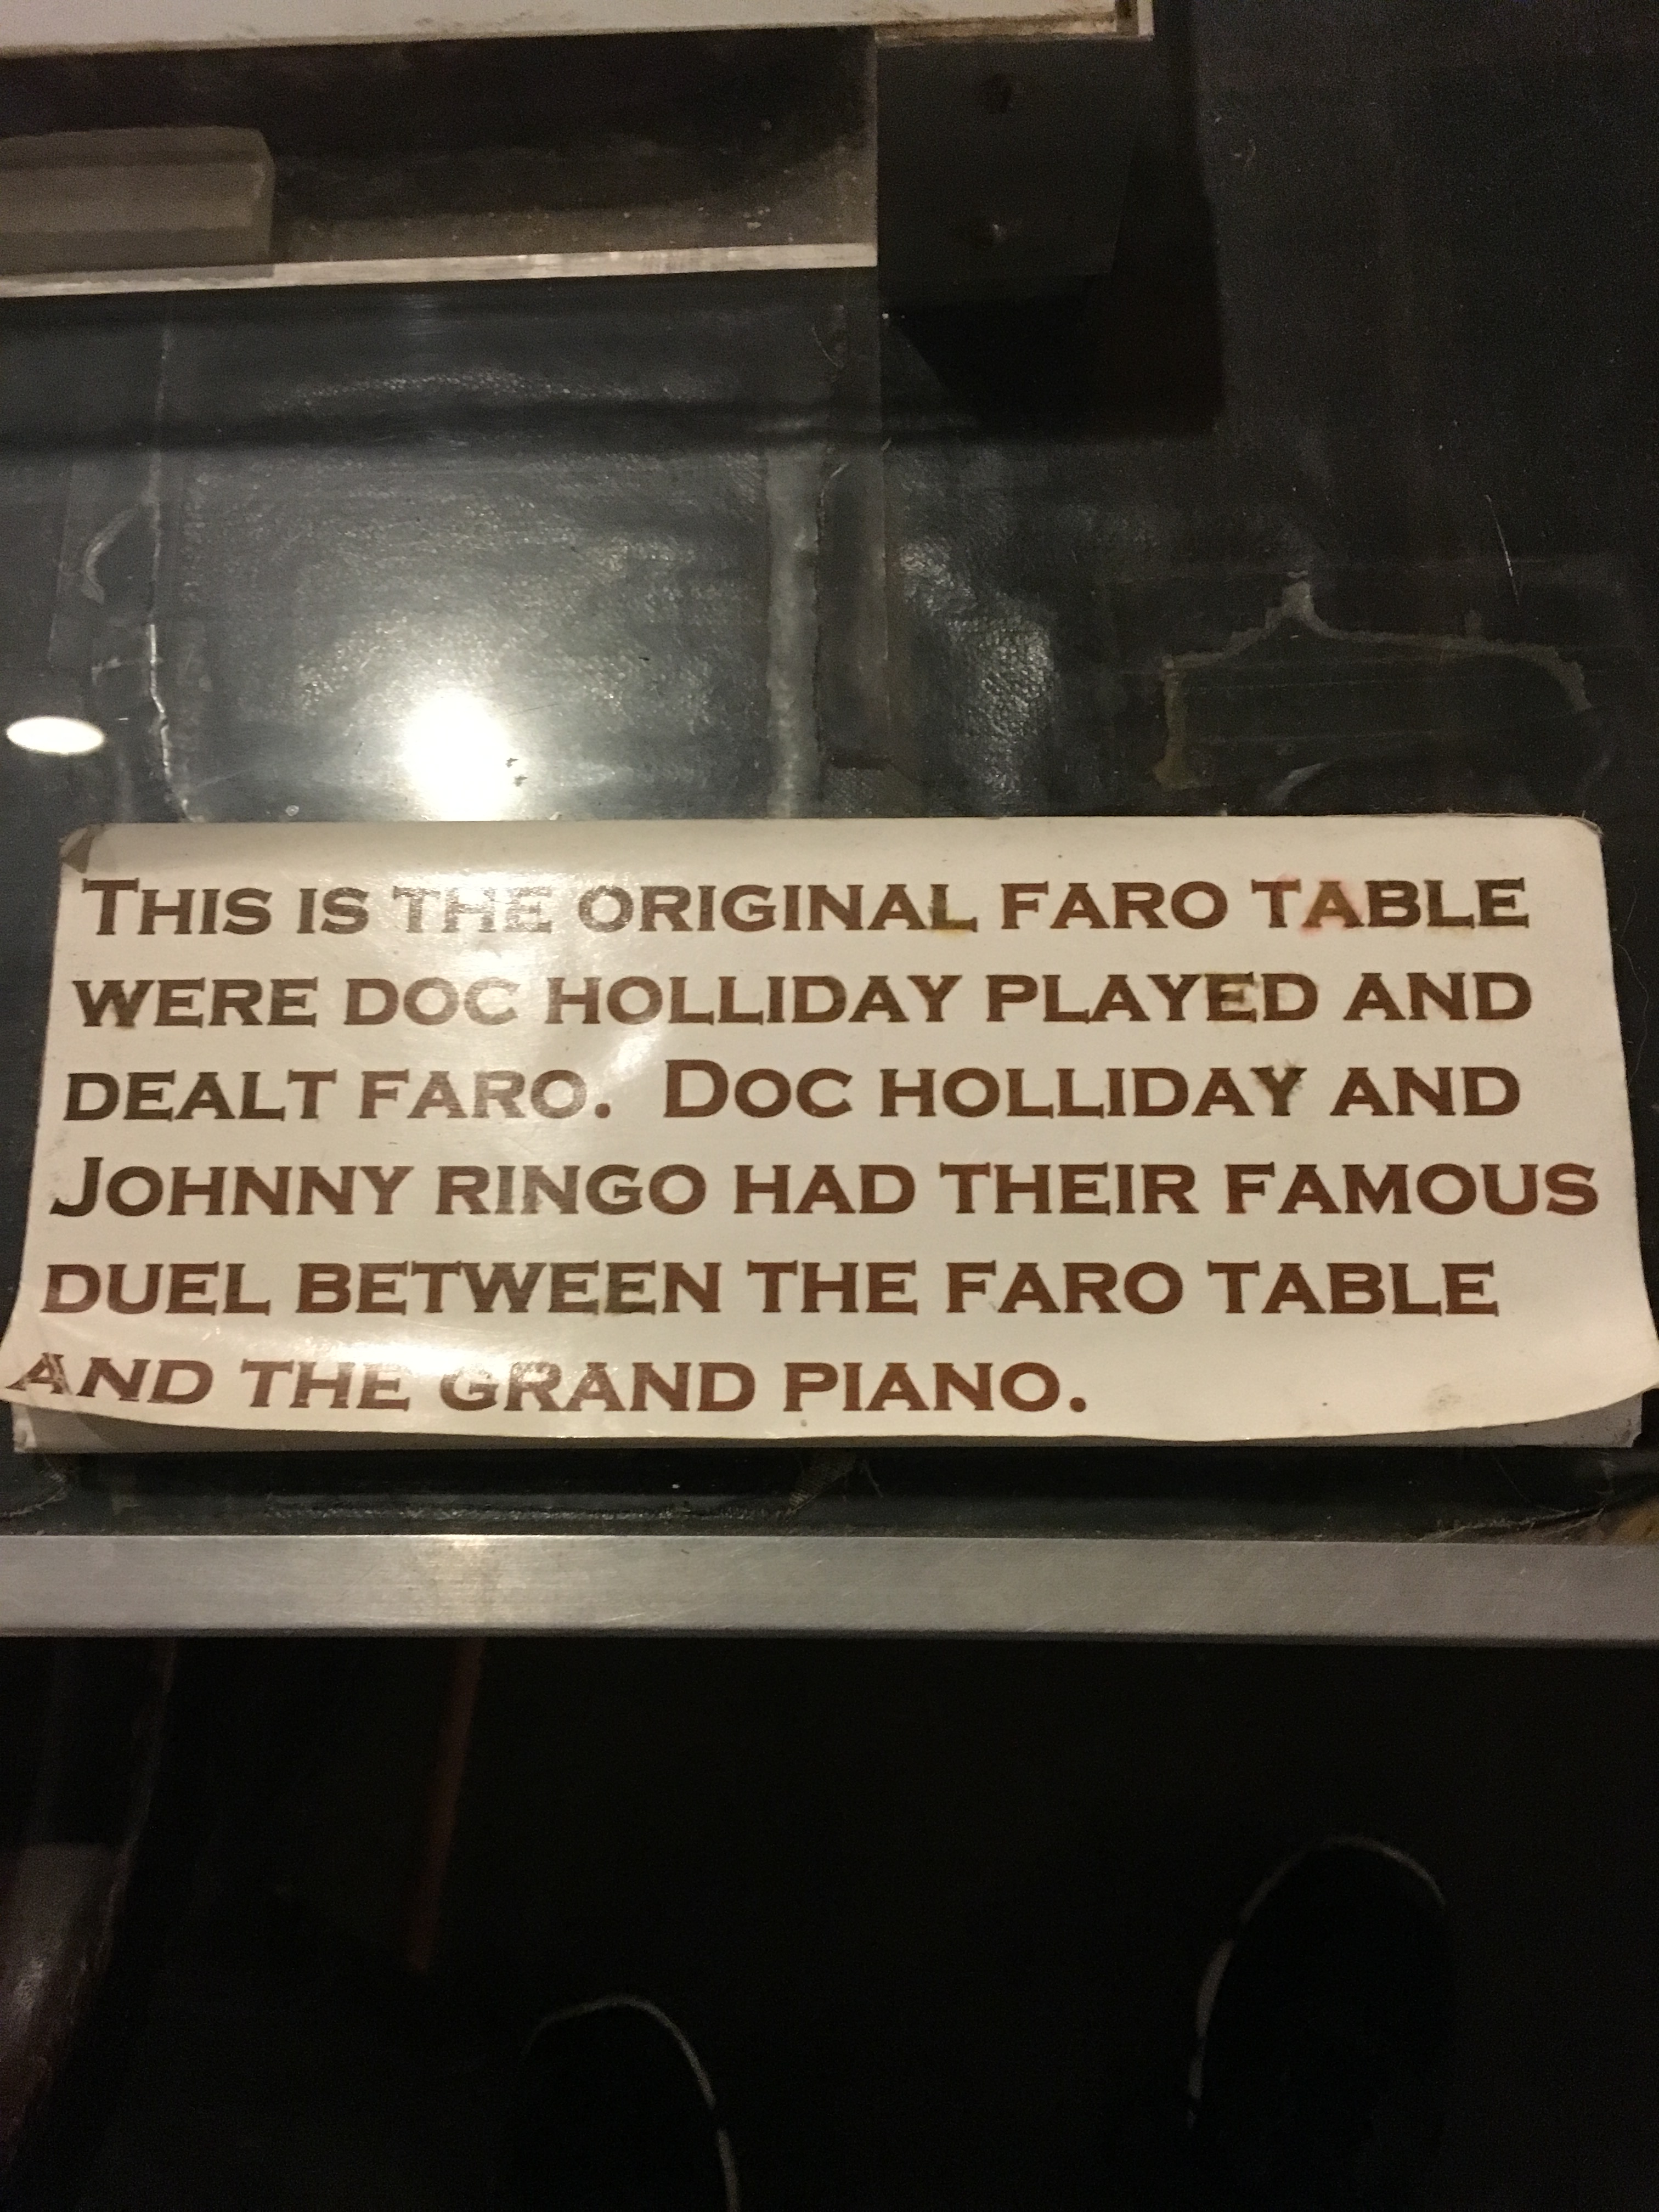 THIS IS THE ORIGINAL FARO TABLE
WERE DOC HOLLIDAY PLAYED AND
DEALT FARO. DOC HOLLIDAY AND
JOHNNY RINGO HAD THEIR FAMOUS
DUEL BETWEEN THE FARO TABLE
AND THE GRAND PIANO.